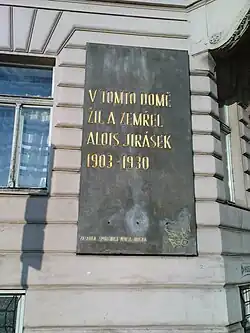 V TOMTO DOMĚ
ŽIL A ZEMŘEL
ALOIS JIRÁSEK
1903-1930